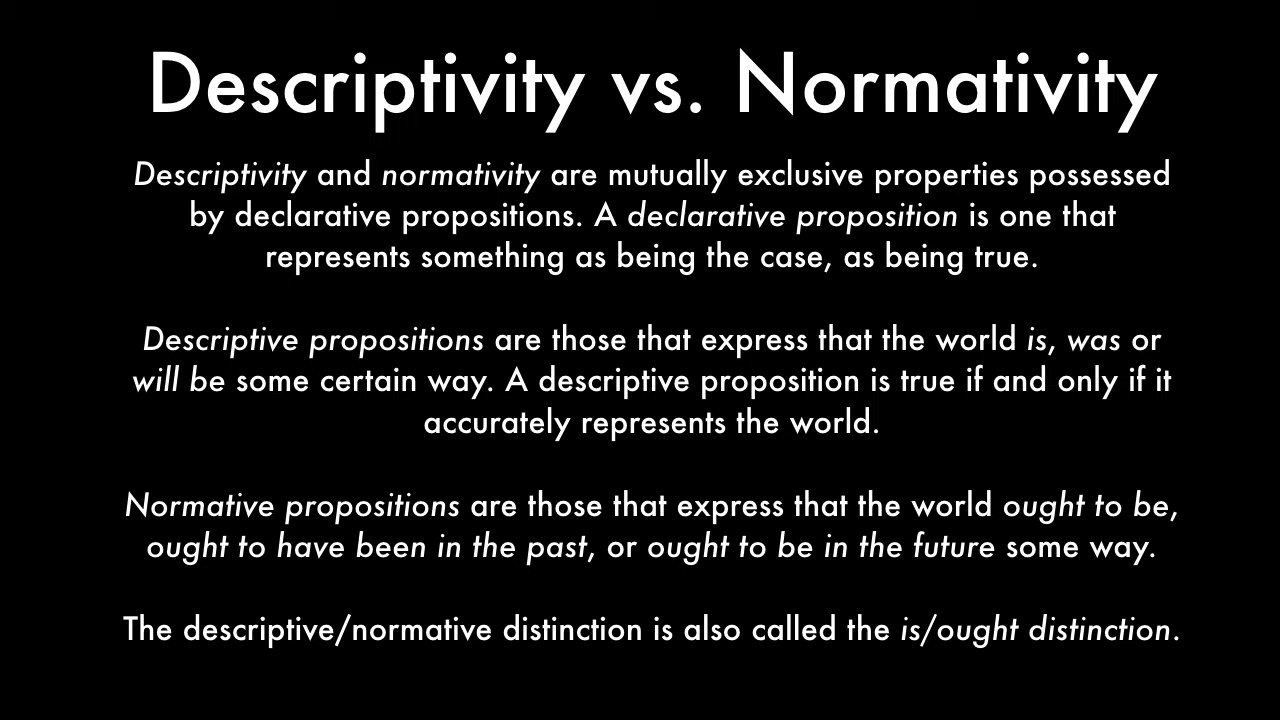 Descriptivity vs. Normativity
Descriptivity and normativity are mutually exclusive properties possessed
by declarative propositions. A declarative proposition is one that
represents something as being the case, as being true.
Descriptive propositions are those that express that the world is, was or
will be some certain way. A descriptive proposition is true if and only if it
accurately represents the world.
Normative propositions are those that express that the world ought to be,
ought to have been in the past, or ought to be in the future some way.
The descriptive/normative distinction is also called the is/ought distinction.